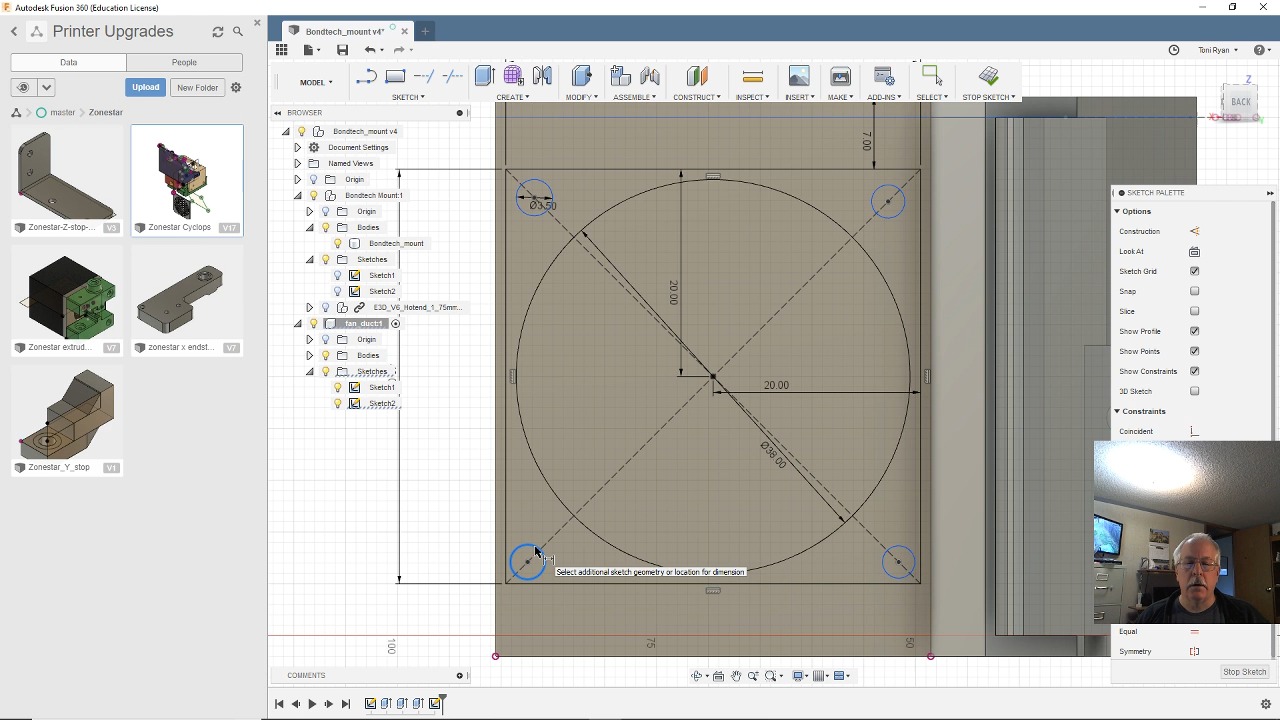 Autodesk Fusion 360 (Education License)
Printer Upgrades
Data People
Upload New Folder
master > Zonestar
Zonestar-Z-stop-... V3
Zonestar Cyclops V17
Zonestar extrud... V7
zonestar x endst... V7
Zonestar_Y_stop V1
Bondtech_mount v4*
Toni Ryan
MODEL
SKETCH CREATE MODIFY ASSEMBLE CONSTRUCT INSPECT INSERT MAKE ADD-INS SELECT STOP SKETCH
BROWSER
Bondtech_mount v4
Document Settings
Named Views
Origin
Bondtech Mount:1
Origin
Bodies
Bondtech_mount
Sketches
Sketch1
Sketch2
E3D_V6_Hotend_1_75mm...
fan_duct:1
Origin
Bodies
Sketches
Sketch1
Sketch2
7.00
Ø3.50
20.00
20.00
Ø38.00
100
75
50
Select additional sketch geometry or location for dimension
Z
BACK
SKETCH PALETTE
Options
Construction
Look At
Sketch Grid
Snap
Slice
Show Profile
Show Points
Show Constraints
3D Sketch
Constraints
Coincident
Equal
Symmetry
Stop Sketch
COMMENTS